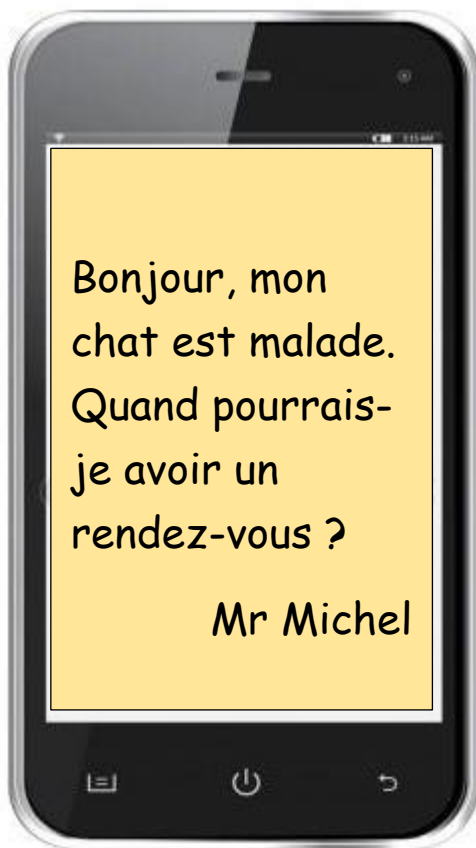 Bonjour, mon
chat est malade.
Quand pourrais-
je avoir un
rendez-vous ?
Mr Michel